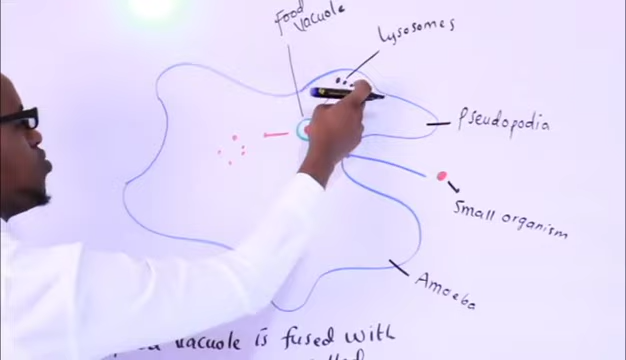 Food
vacuole
Lysosomes
Pseudopodia
Small organism
Amoeba
vacuole is fused with